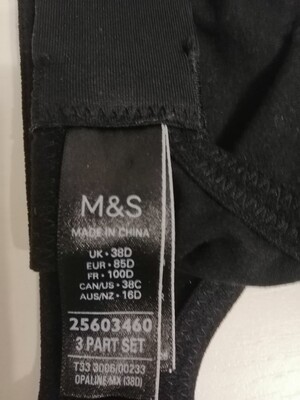 M&S
MADE IN CHINA
UK • 38D
EUR • 85D
FR • 100D
CAN/US • 38C
AUS/NZ • 16D
25603460
3 PART SET
T33 3006/00233
OPALINE/MX (38D)